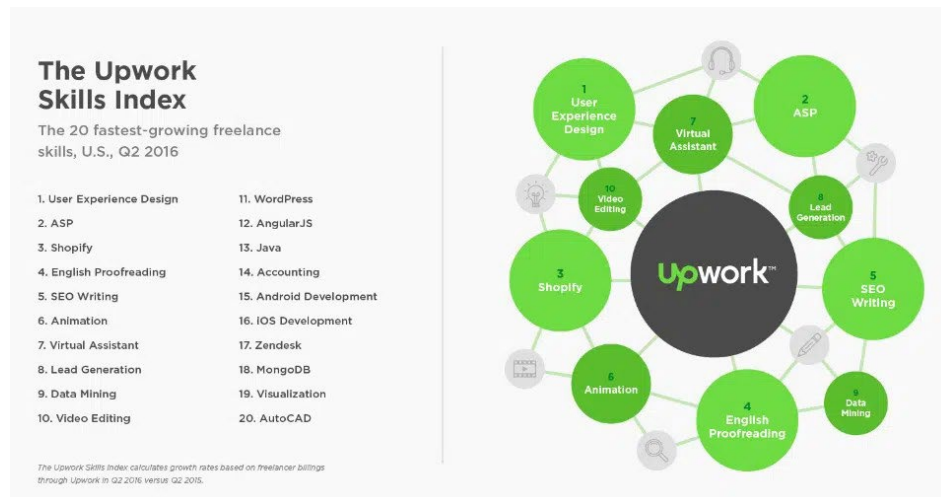 The Upwork
Skills Index
The 20 fastest-growing freelance
skills, U.S., Q2 2016
1. User Experience Design
2. ASP
3. Shopify
4. English Proofreading
5. SEO Writing
6. Animation
7. Virtual Assistant
8. Lead Generation
9. Data Mining
10. Video Editing
11. WordPress
12. AngularJS
13. Java
14. Accounting
15. Android Development
16. iOS Development
17. Zendesk
18. MongoDB
19. Visualization
20. AutoCAD
The Upwork Skills Index calculates growth rates based on freelancer billings
through Upwork in Q2 2016 versus Q2 2015.
1
User
Experience
Design
2
ASP
7
Virtual
Assistant
10
Video
Editing
8
Lead
Generation
3
Shopify
upwork™
5
SEO
Writing
6
Animation
4
English
Proofreading
9
Data
Mining